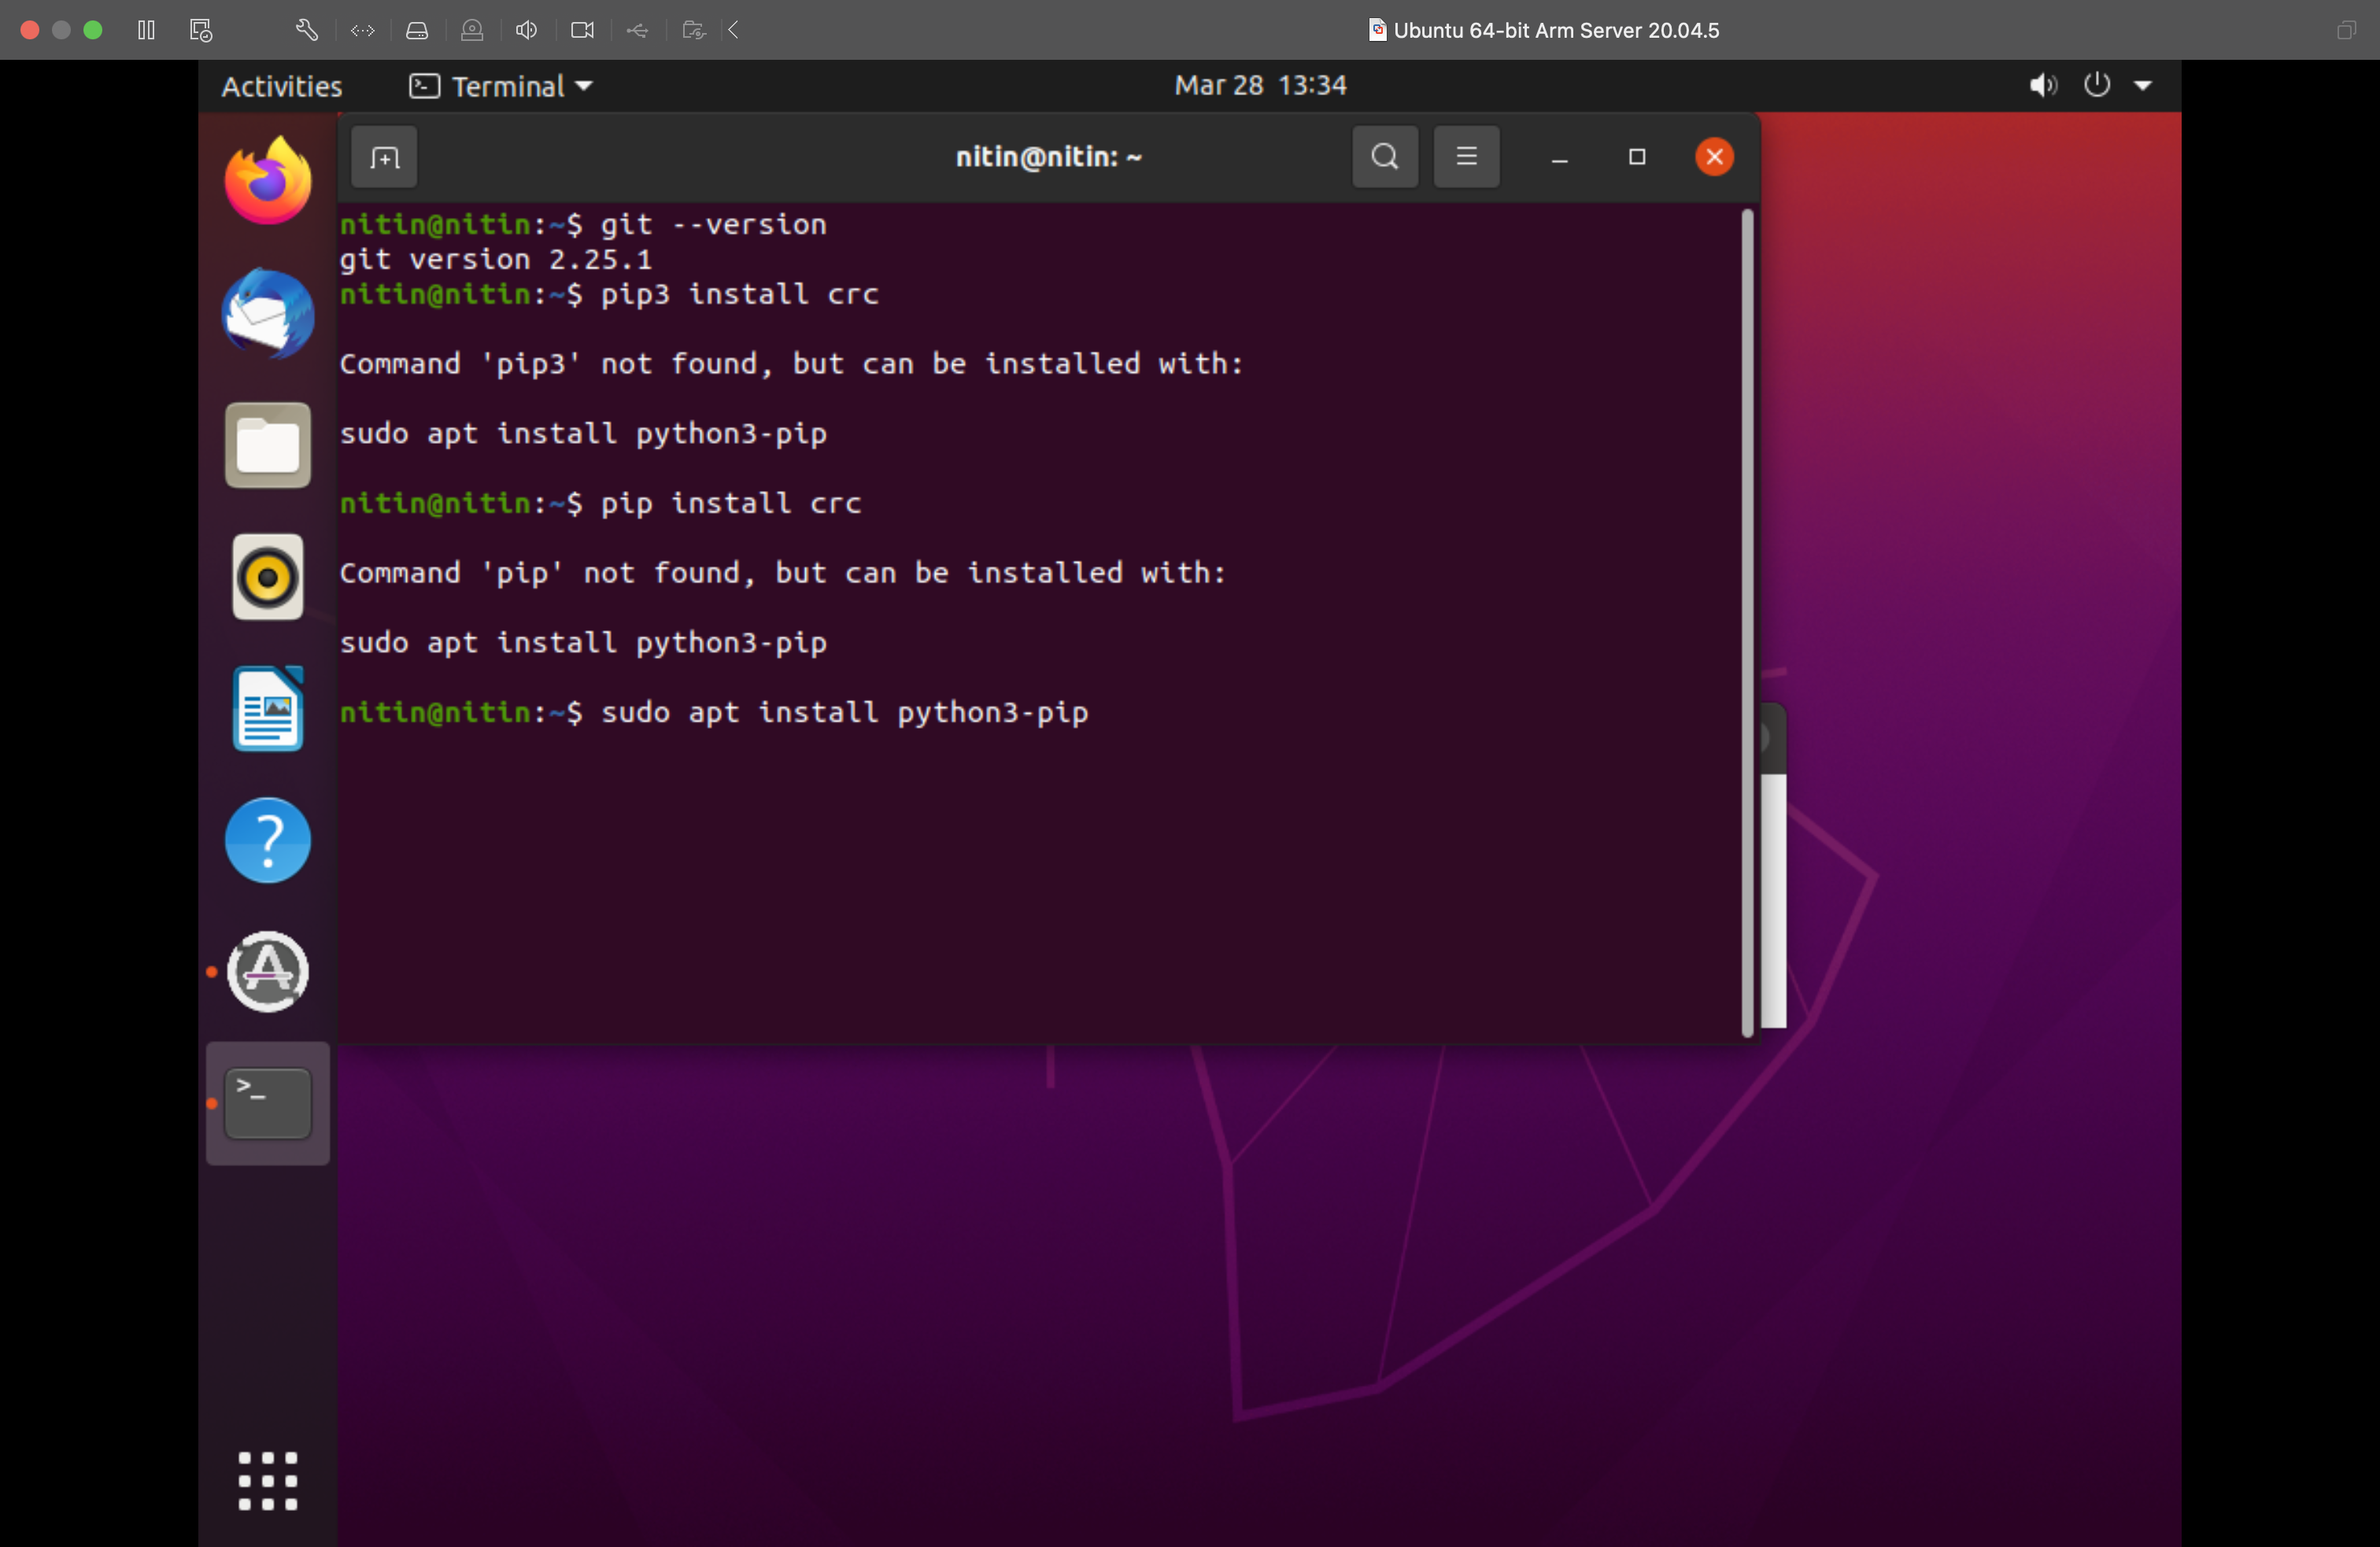 Ubuntu 64-bit Arm Server 20.04.5
Activities Terminal Mar 28 13:34
nitin@nitin: ~
nitin@nitin:~$ git --version
git version 2.25.1
nitin@nitin:~$ pip3 install crc
Command 'pip3' not found, but can be installed with:
sudo apt install python3-pip
nitin@nitin:~$ pip install crc
Command 'pip' not found, but can be installed with:
sudo apt install python3-pip
nitin@nitin:~$ sudo apt install python3-pip